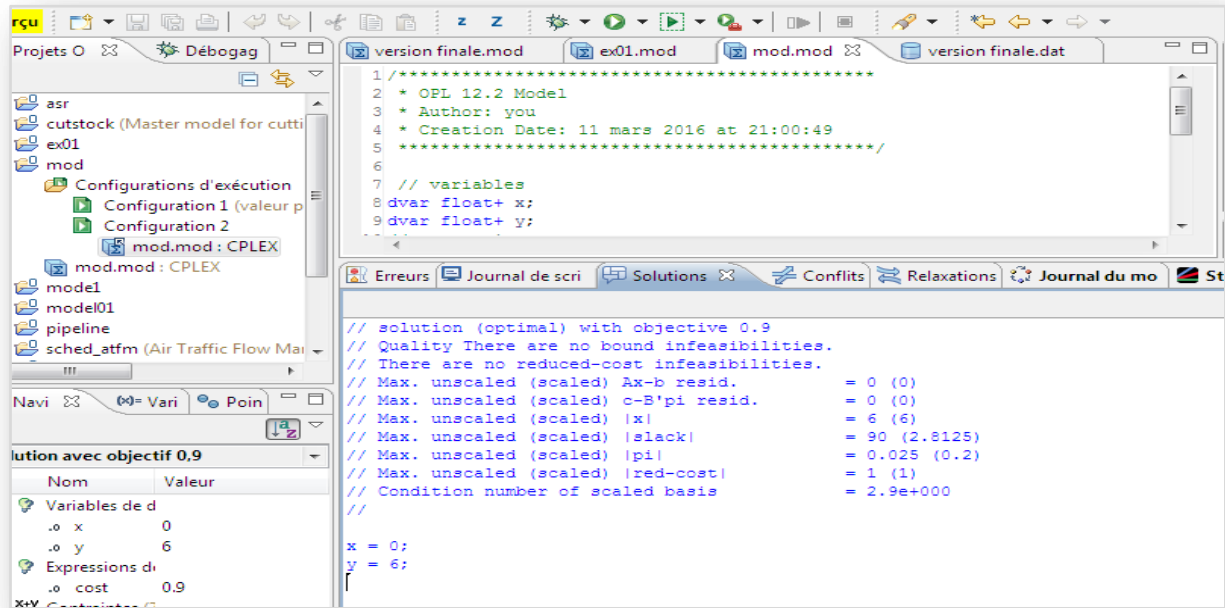 rçu
Projets O
Débogag
asr
cutstock (Master model for cutti
ex01
mod
Configurations d'exécution
Configuration 1 (valeur p
Configuration 2
mod.mod : CPLEX
mod.mod : CPLEX
mode1
model01
pipeline
sched_atfm (Air Traffic Flow Mar
Navi
(x)= Vari
Poin
lution avec objectif 0,9
Nom Valeur
Variables de d
x 0
y 6
Expressions de
cost 0.9
version finale.mod
ex01.mod
mod.mod
version finale.dat
1 /*********************************************
2 * OPL 12.2 Model
3 * Author: you
4 * Creation Date: 11 mars 2016 at 21:00:49
5 *********************************************/
6
7 // variables
8 dvar float+ x;
9 dvar float+ y;
Erreurs
Journal de scri
Solutions
Conflits
Relaxations
Journal du mo
St
// solution (optimal) with objective 0.9
// Quality There are no bound infeasibilities.
// There are no reduced-cost infeasibilities.
// Max. unscaled (scaled) Ax-b resid. = 0 (0)
// Max. unscaled (scaled) c-B'pi resid. = 0 (0)
// Max. unscaled (scaled) |x| = 6 (6)
// Max. unscaled (scaled) |slack| = 90 (2.8125)
// Max. unscaled (scaled) |pi| = 0.025 (0.2)
// Max. unscaled (scaled) |red-cost| = 1 (1)
// Condition number of scaled basis = 2.9e+000
//
x = 0;
y = 6;